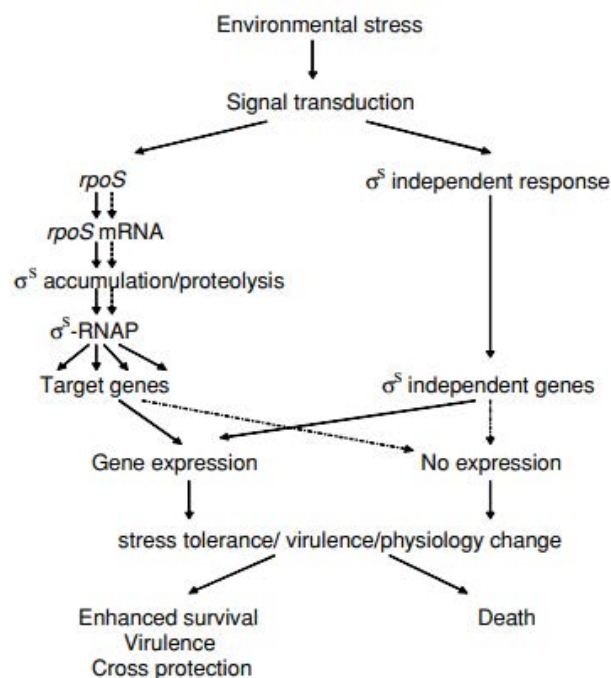 Environmental stress
Signal transduction
rpoS
σˢ independent response
rpoS mRNA
σˢ accumulation/proteolysis
σˢ-RNAP
Target genes
σˢ independent genes
Gene expression
No expression
stress tolerance/ virulence/physiology change
Enhanced survival
Virulence
Cross protection
Death